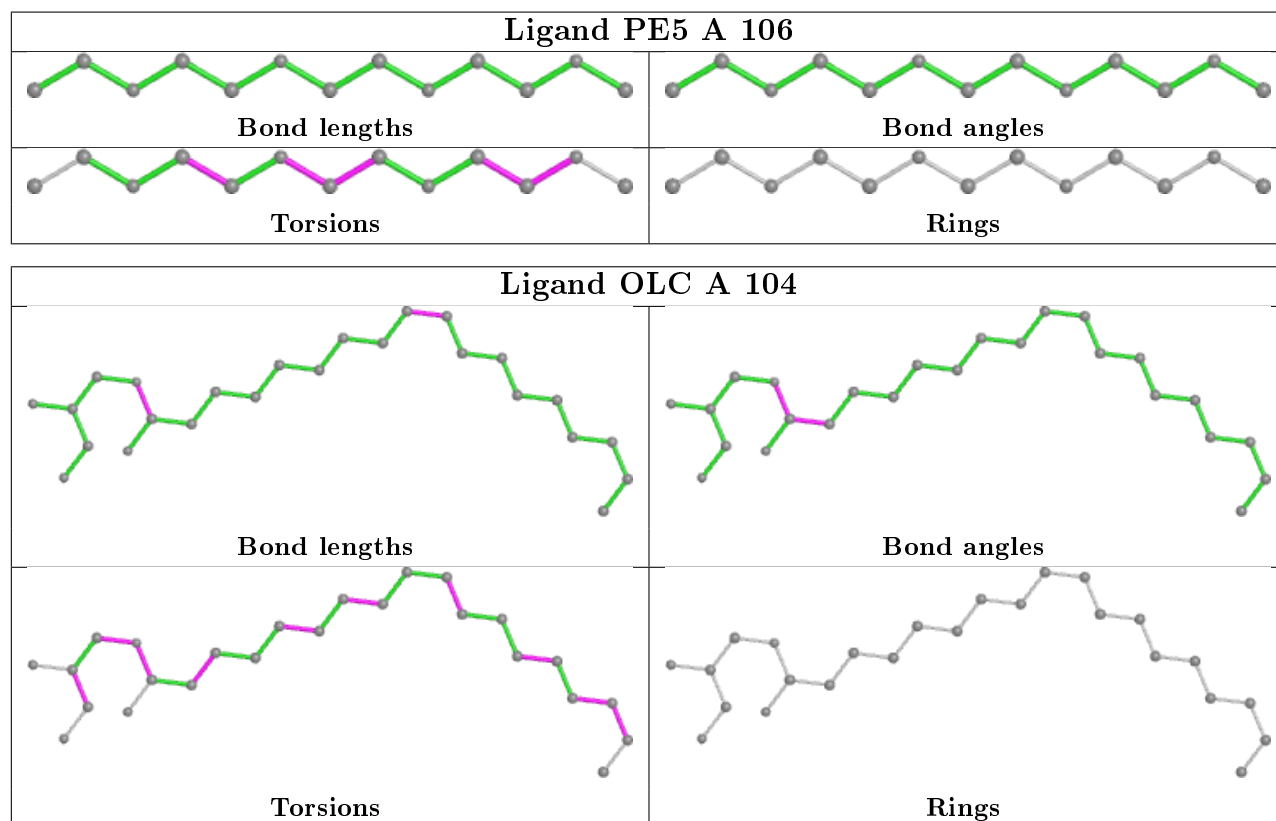 Ligand PE5 A 106
Bond lengths
Bond angles
Torsions
Rings
Ligand OLC A 104
Bond lengths
Bond angles
Torsions
Rings